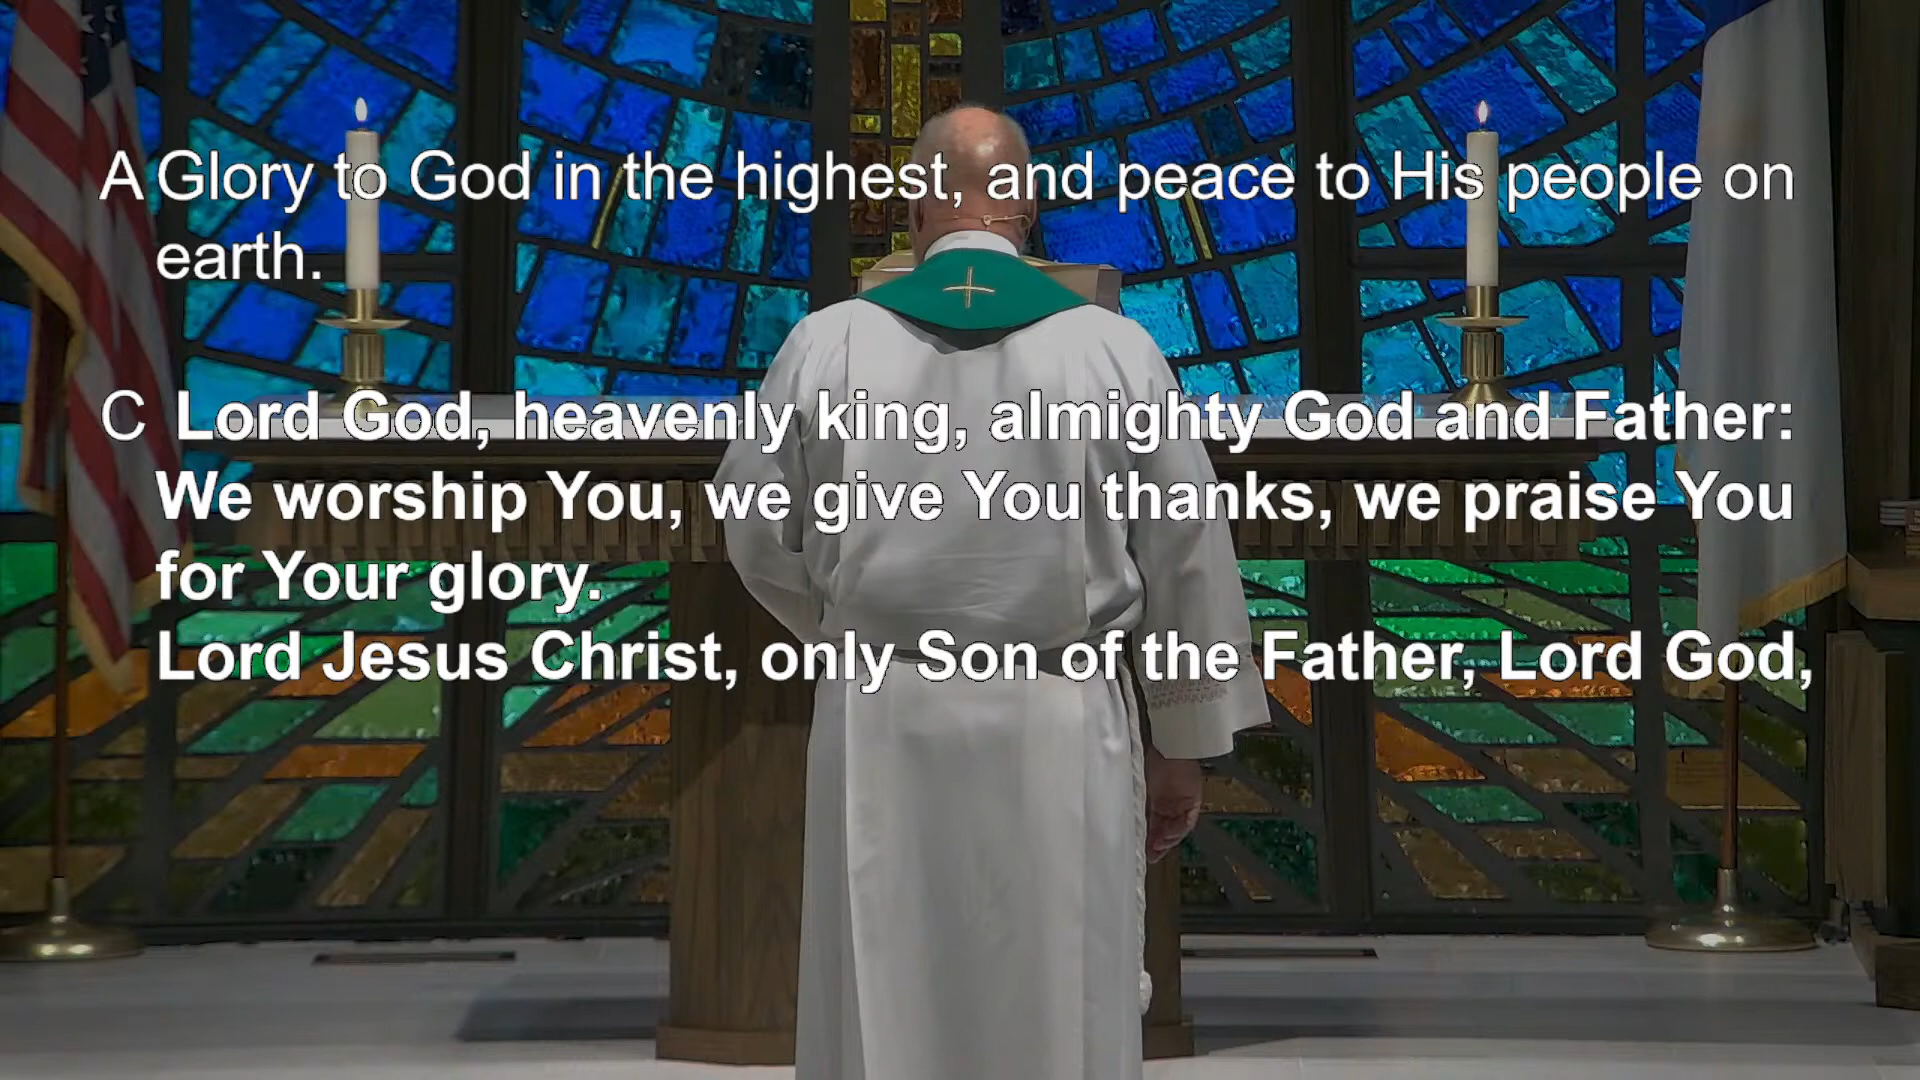 A Glory to God in the highest, and peace to His people on
earth.
C Lord God, heavenly king, almighty God and Father:
We worship You, we give You thanks, we praise You
for Your glory.
Lord Jesus Christ, only Son of the Father, Lord God,